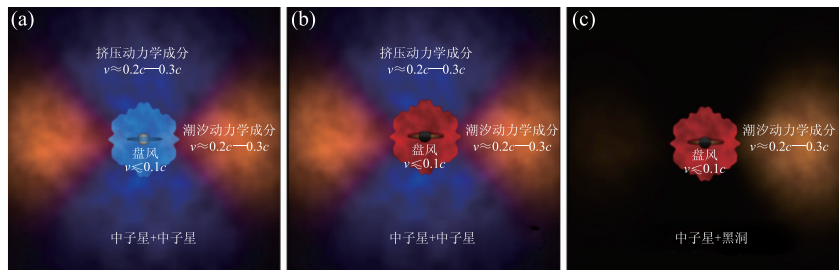 (a)
挤压动力学成分
v≈0.2c—0.3c
潮汐动力学成分
v≈0.2c—0.3c
盘风
v⩽0.1c
中子星+中子星
(b)
挤压动力学成分
v≈0.2c—0.3c
潮汐动力学成分
v≈0.2c—0.3c
盘风
v⩽0.1c
中子星+中子星
(c)
潮汐动力学成分
v≈0.2c—0.3c
盘风
v⩽0.1c
中子星+黑洞